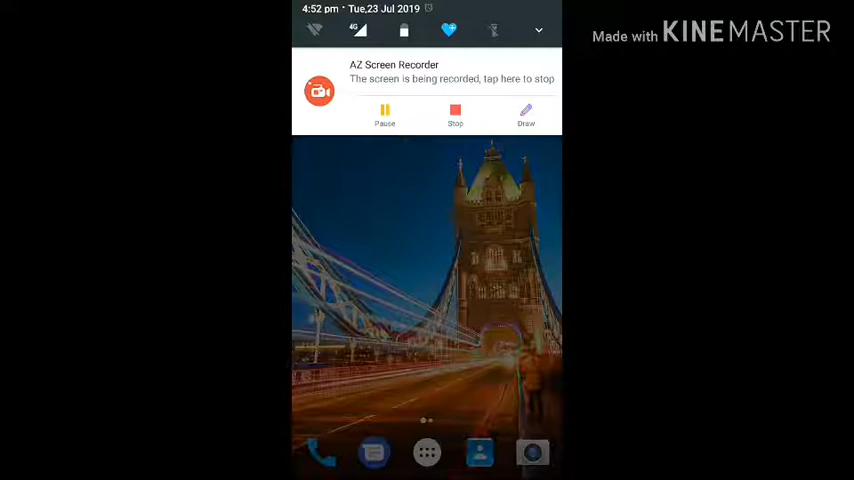 4:52 pm • Tue,23 Jul 2019
Made with KINEMASTER
4G
AZ Screen Recorder
The screen is being recorded, tap here to stop
Pause
Stop
Draw